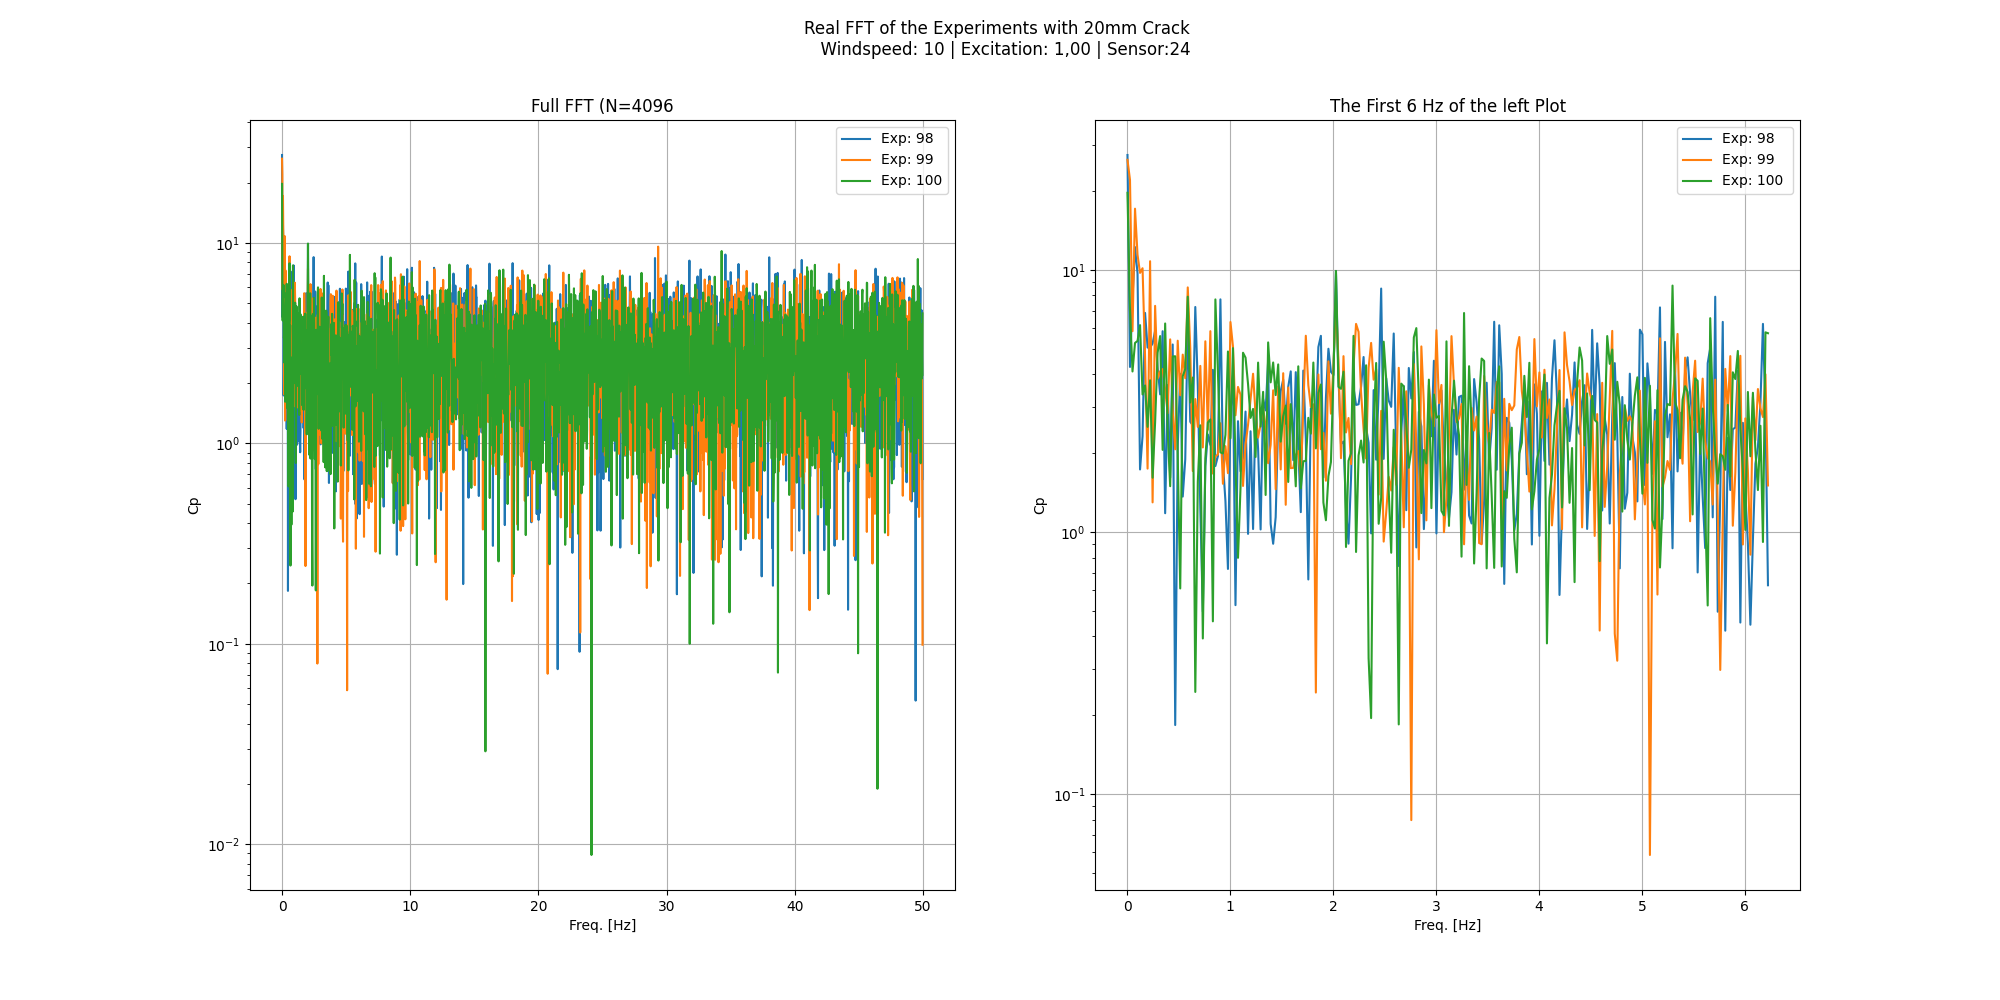 Real FFT of the Experiments with 20mm Crack
Windspeed: 10 | Excitation: 1,00 | Sensor:24
Full FFT (N=4096
Exp: 98
Exp: 99
Exp: 100
10¹
10⁰
10⁻¹
10⁻²
Cp
0 10 20 30 40 50
Freq. [Hz]
The First 6 Hz of the left Plot
Exp: 98
Exp: 99
Exp: 100
10¹
10⁰
10⁻¹
Cp
0 1 2 3 4 5 6
Freq. [Hz]